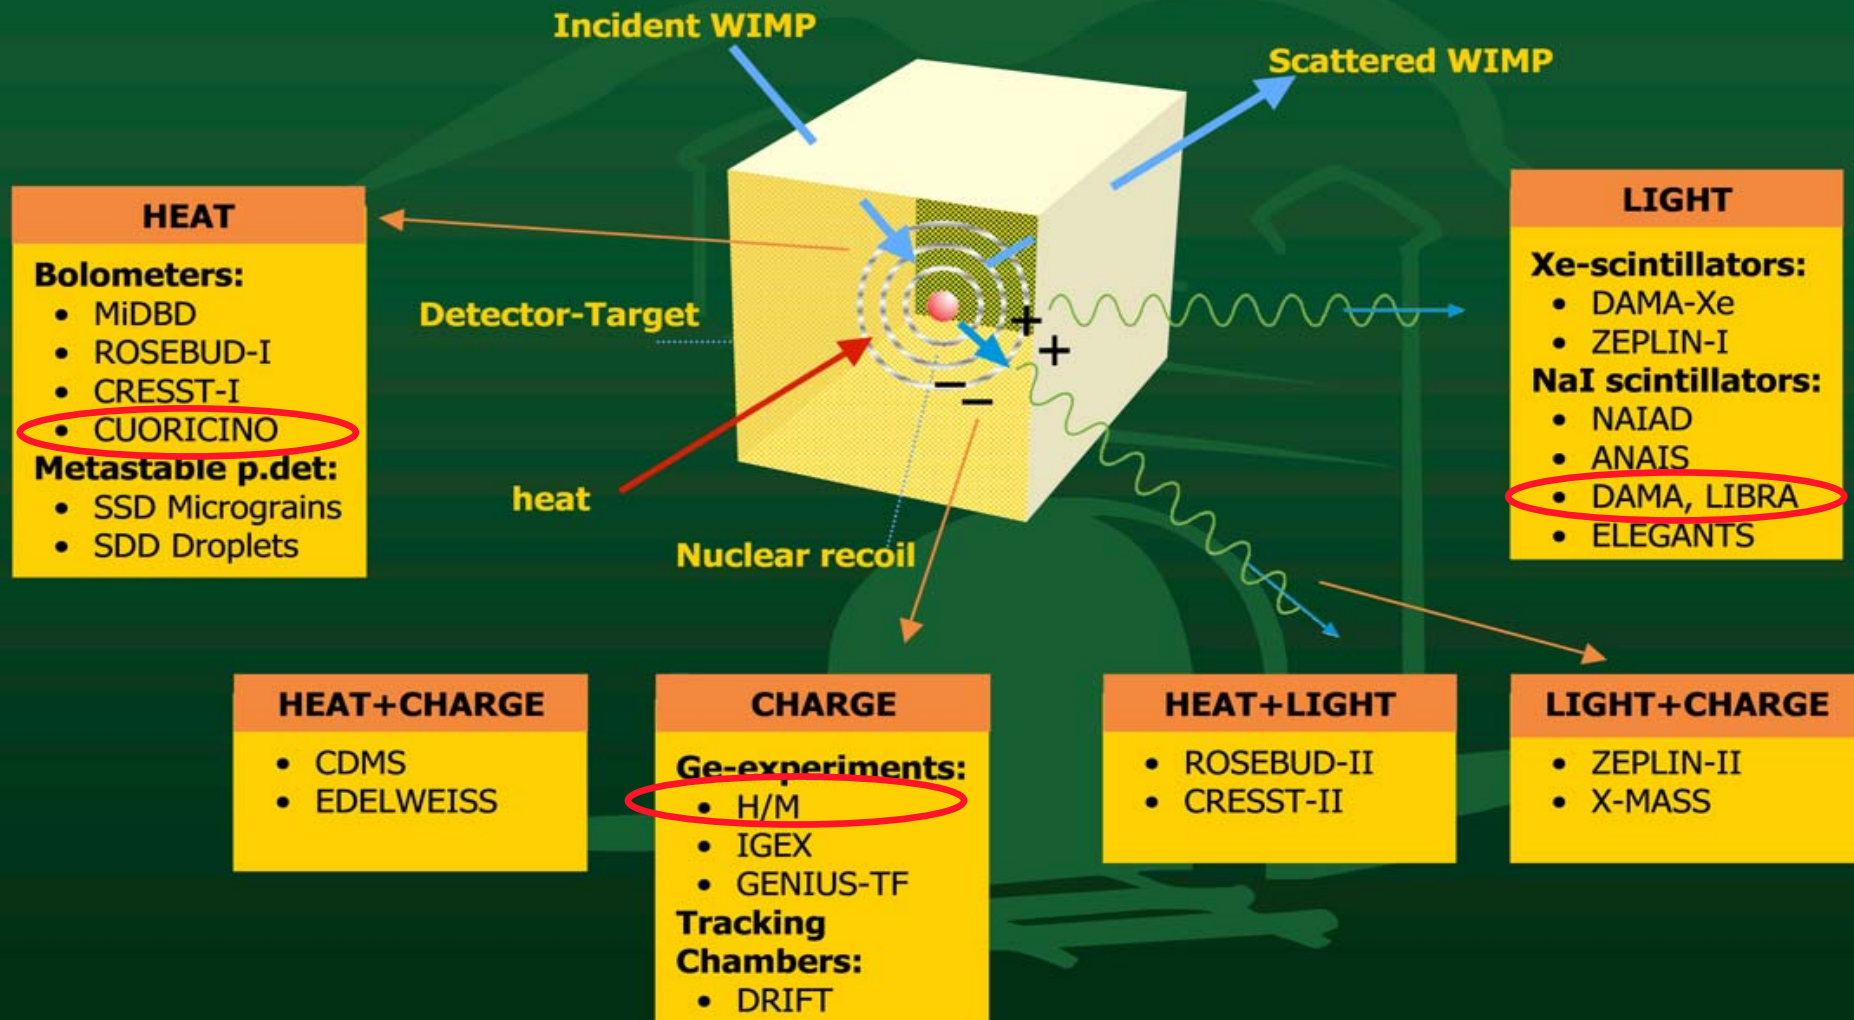 Incident WIMP
Scattered WIMP
HEAT
Bolometers:
• MiDBD
• ROSEBUD-I
• CRESST-I
• CUORICINO
Metastable p.det:
• SSD Micrograins
• SDD Droplets
Detector-Target
heat
Nuclear recoil
+
+
−
−
LIGHT
Xe-scintillators:
• DAMA-Xe
• ZEPLIN-I
NaI scintillators:
• NAIAD
• ANAIS
• DAMA, LIBRA
• ELEGANTS
HEAT+CHARGE
• CDMS
• EDELWEISS
CHARGE
Ge-experiments:
• H/M
• IGEX
• GENIUS-TF
Tracking
Chambers:
• DRIFT
HEAT+LIGHT
• ROSEBUD-II
• CRESST-II
LIGHT+CHARGE
• ZEPLIN-II
• X-MASS